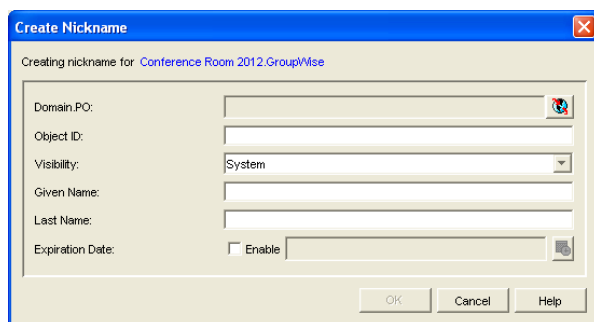 Create Nickname
Creating nickname for Conference Room 2012.GroupWise
Domain.PO:
Object ID:
Visibility: System
Given Name:
Last Name:
Expiration Date: Enable
OK Cancel Help